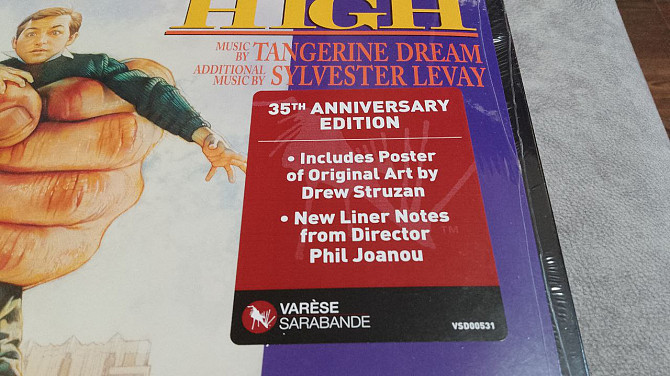 HIGH
MUSIC BY TANGERINE DREAM
ADDITIONAL MUSIC BY SYLVESTER LEVAY
35TH ANNIVERSARY
EDITION
• Includes Poster
of Original Art by
Drew Struzan
• New Liner Notes
from Director
Phil Joanou
TM
VARÈSE
SARABANDE
VSD00531